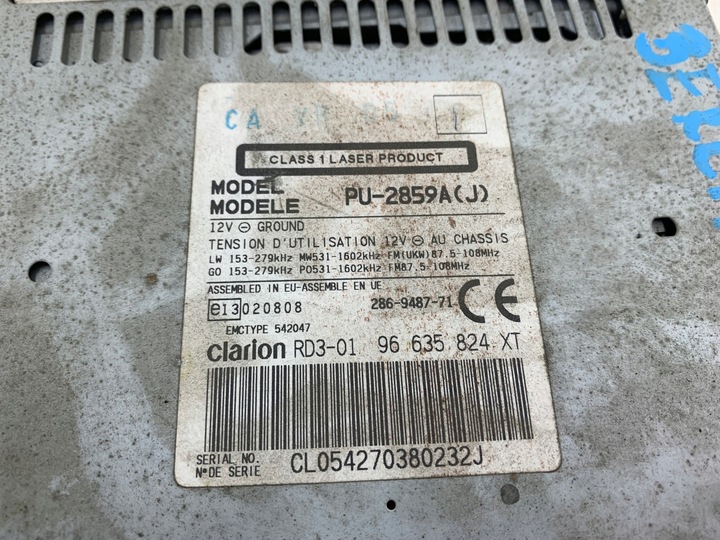 CA
CLASS 1 LASER PRODUCT
MODEL
MODELE PU-2859A(J)
12V ⊖ GROUND
TENSION D'UTILISATION 12V ⊖ AU CHASSIS
LW 153-279kHz MW531-1602kHz FM(UKW)87.5-108MHz
GO 153-279kHz PO531-1602kHz FM87.5-108MHz
ASSEMBLED IN EU-ASSEMBLE EN UE
e13 020808 286-9487-71 CE
EMCTYPE 542047
clarion RD3-01 96 635 824 XT
SERIAL NO.
N° DE SERIE CL054270380232J